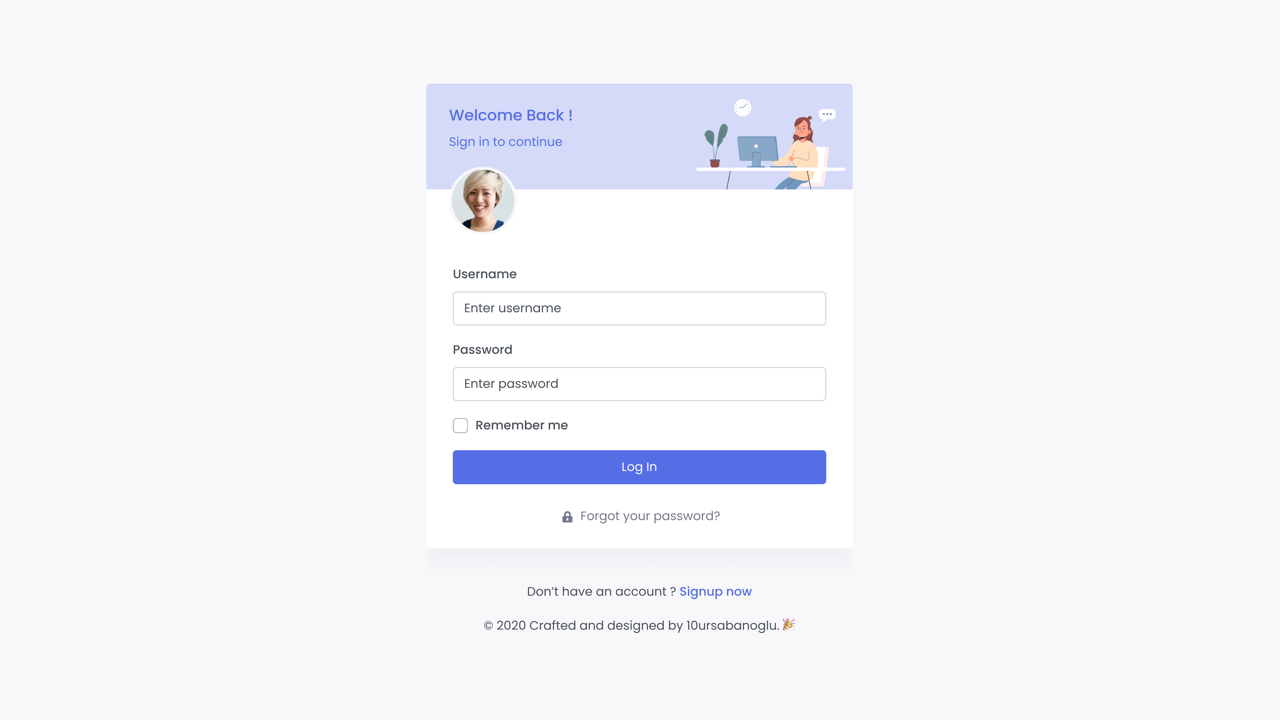 Welcome Back !
Sign in to continue
Username
Enter username
Password
Enter password
Remember me
Log In
Forgot your password?
Don’t have an account ? Signup now
© 2020 Crafted and designed by 10ursabanoglu. 🎉